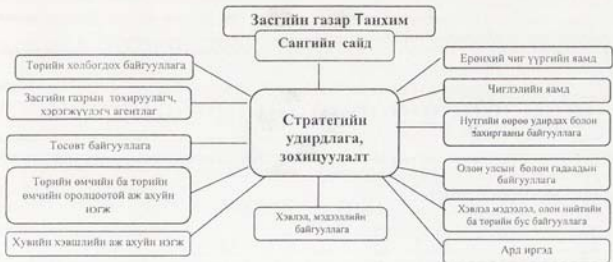 Засгийн газар Танхим
Сангийн сайд
Төрийн холбогдох байгууллага
Засгийн газрын тохируулагч,
хэрэгжүүлэгч агентлаг
Төсөвт байгууллага
Төрийн өмчийн ба төрийн
өмчийн оролцоотой аж ахуйн
нэгж
Хувийн хэвшлийн аж ахуйн нэгж
Стратегийн
удирдлага,
зохицуулалт
Хэвлэл, мэдээллийн
байгууллага
Ерөнхий чиг үүргийн яамд
Чиглэлийн яамд
Нутгийн өөрөө удирдах болон
захиргааны байгууллага
Олон улсын болон гадаадын
байгууллага
Хэвлэл мэдээлэл, олон нийтийн
ба төрийн бус байгууллага
Ард иргэд